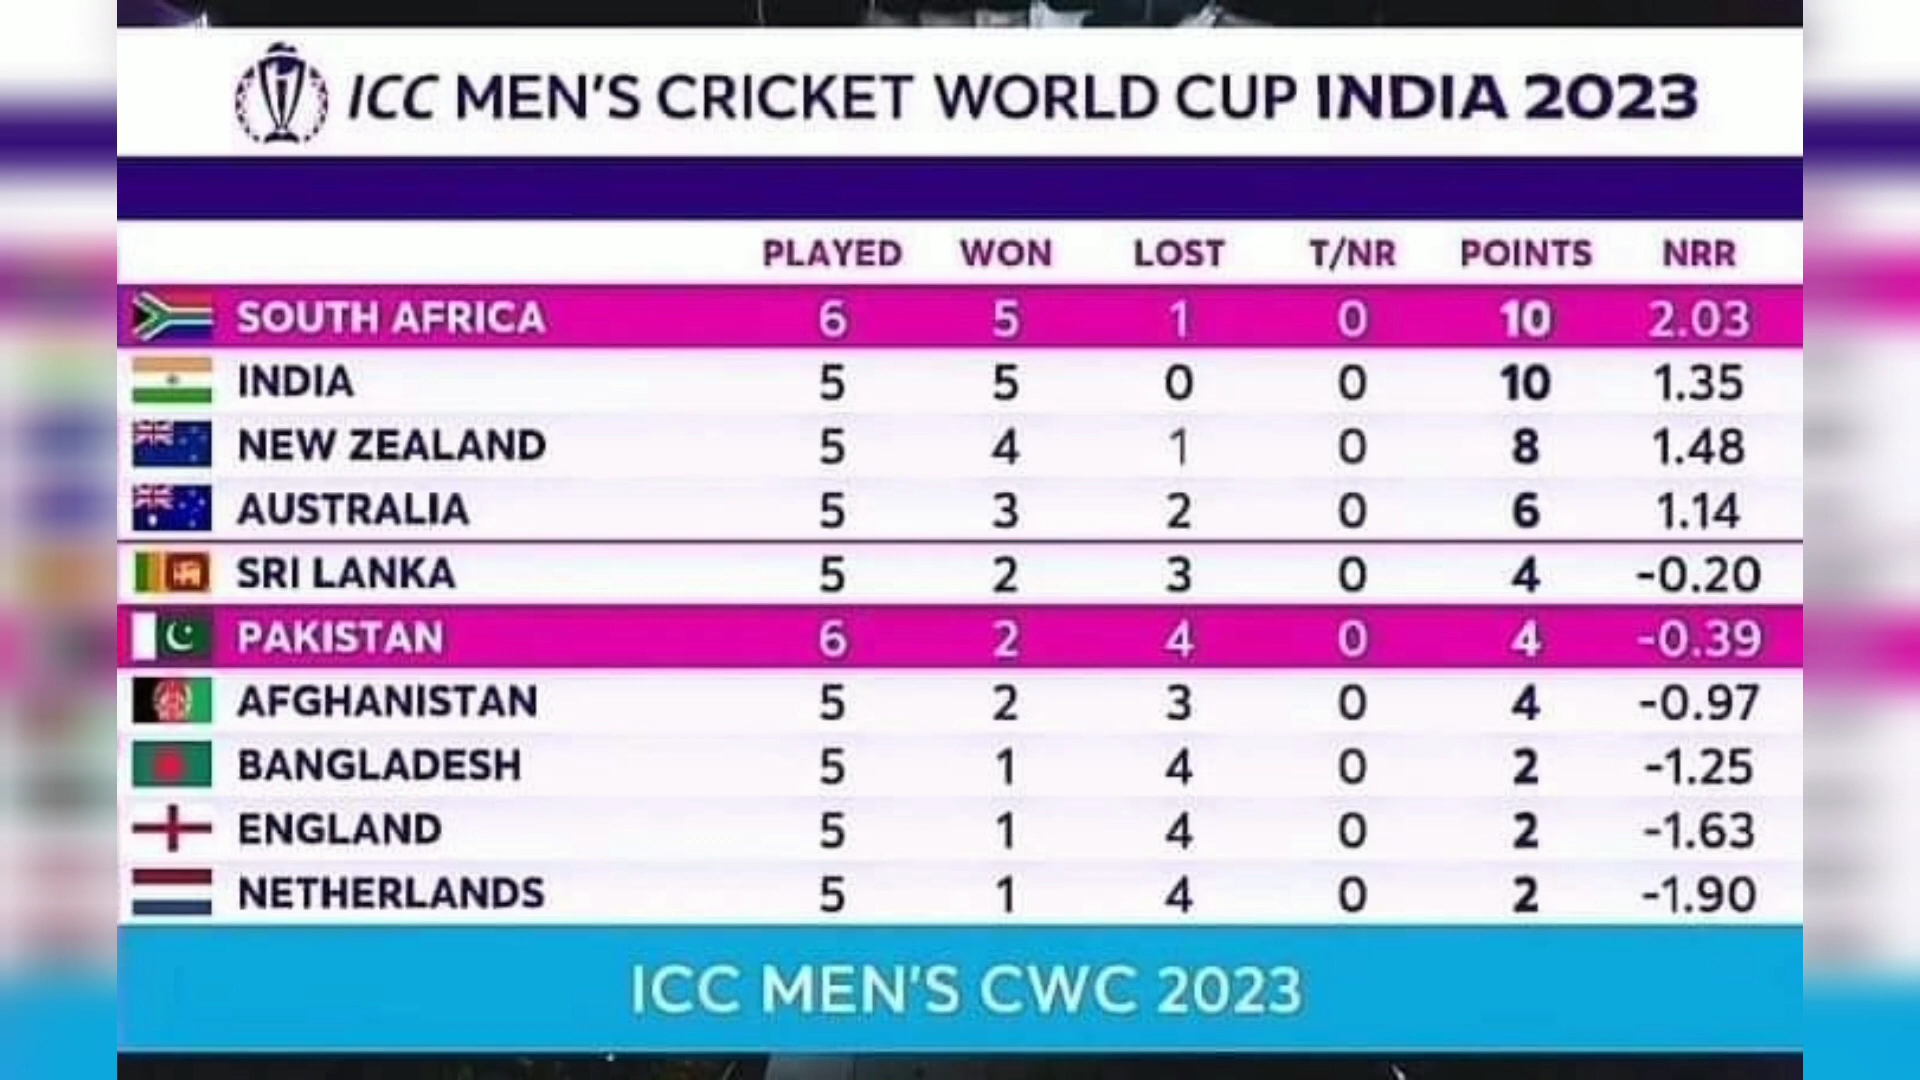 ICC MEN'S CRICKET WORLD CUP INDIA 2023
PLAYED WON LOST T/NR POINTS NRR
SOUTH AFRICA 6 5 1 0 10 2.03
INDIA 5 5 0 0 10 1.35
NEW ZEALAND 5 4 1 0 8 1.48
AUSTRALIA 5 3 2 0 6 1.14
SRI LANKA 5 2 3 0 4 -0.20
PAKISTAN 6 2 4 0 4 -0.39
AFGHANISTAN 5 2 3 0 4 -0.97
BANGLADESH 5 1 4 0 2 -1.25
ENGLAND 5 1 4 0 2 -1.63
NETHERLANDS 5 1 4 0 2 -1.90
ICC MEN'S CWC 2023